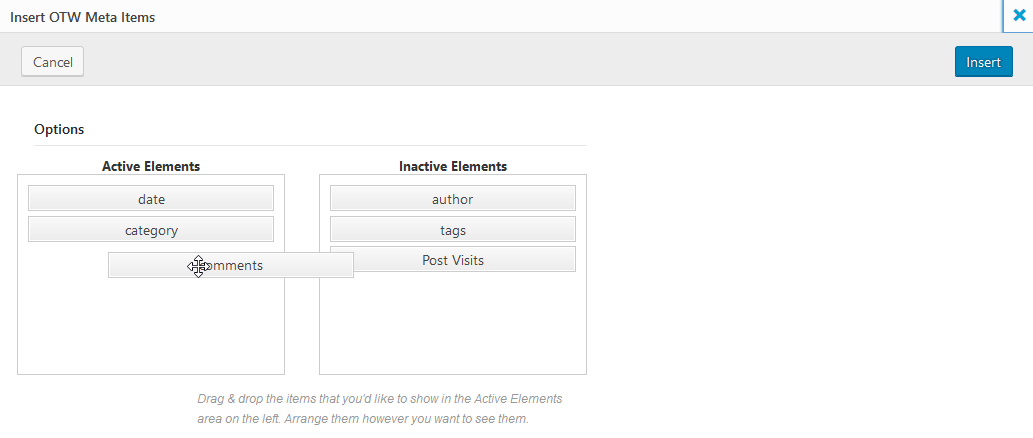 Insert OTW Meta Items
Cancel
Insert
Options
Active Elements
Inactive Elements
date
author
category
tags
omments
Post Visits
Drag & drop the items that you'd like to show in the Active Elements
area on the left. Arrange them however you want to see them.